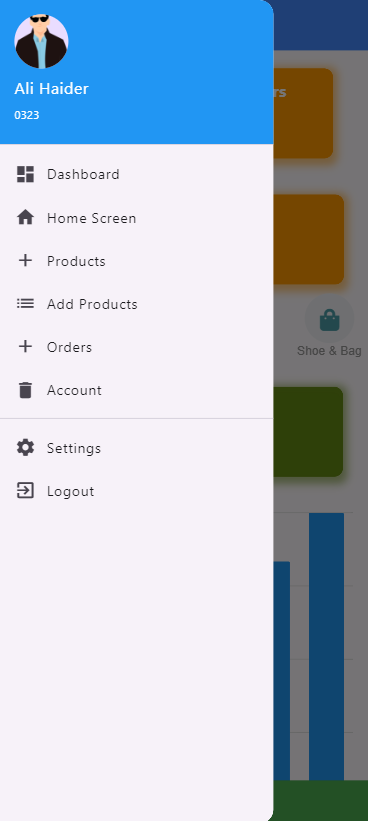 Ali Haider
0323
Dashboard
Home Screen
Products
Add Products
Orders
Account
Settings
Logout
rs
Shoe & Bag